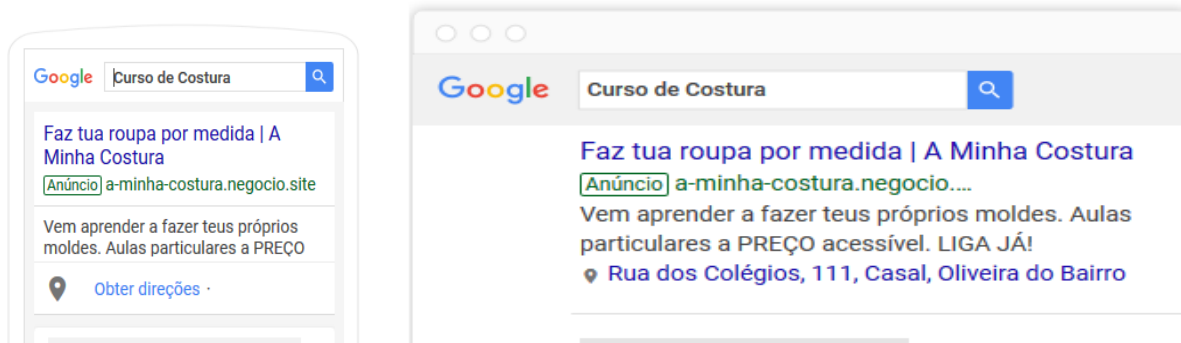 Google Curso de Costura
Faz tua roupa por medida | A
Minha Costura
Anúncio a-minha-costura.negocio.site
Vem aprender a fazer teus próprios
moldes. Aulas particulares a PREÇO
Obter direções ·
Google Curso de Costura
Faz tua roupa por medida | A Minha Costura
Anúncio a-minha-costura.negocio....
Vem aprender a fazer teus próprios moldes. Aulas
particulares a PREÇO acessível. LIGA JÁ!
Rua dos Colégios, 111, Casal, Oliveira do Bairro